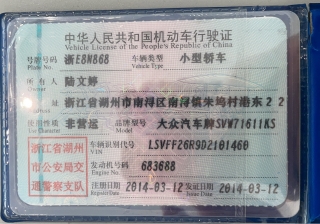 中华人民共和国机动车行驶证
Vehicle License of the People's Republic of China
号牌号码 浙E8N868 车辆类型 小型轿车
Plate No. Vehicle Type
所有人 陆文婷
Owner
住址 浙江省湖州市南浔区南浔镇朱坞村港东22
使用性质 非营运 品牌型号 大众汽车牌SVW71611KS
Use Character
浙江省湖州 车辆识别代号 LSVFF26R9D2101460
VIN
市公安局交 发动机号码 683688
Engine No.
通警察支队 注册日期 2014-03-12 发证日期 2014-03-12
Register Date Issue Date